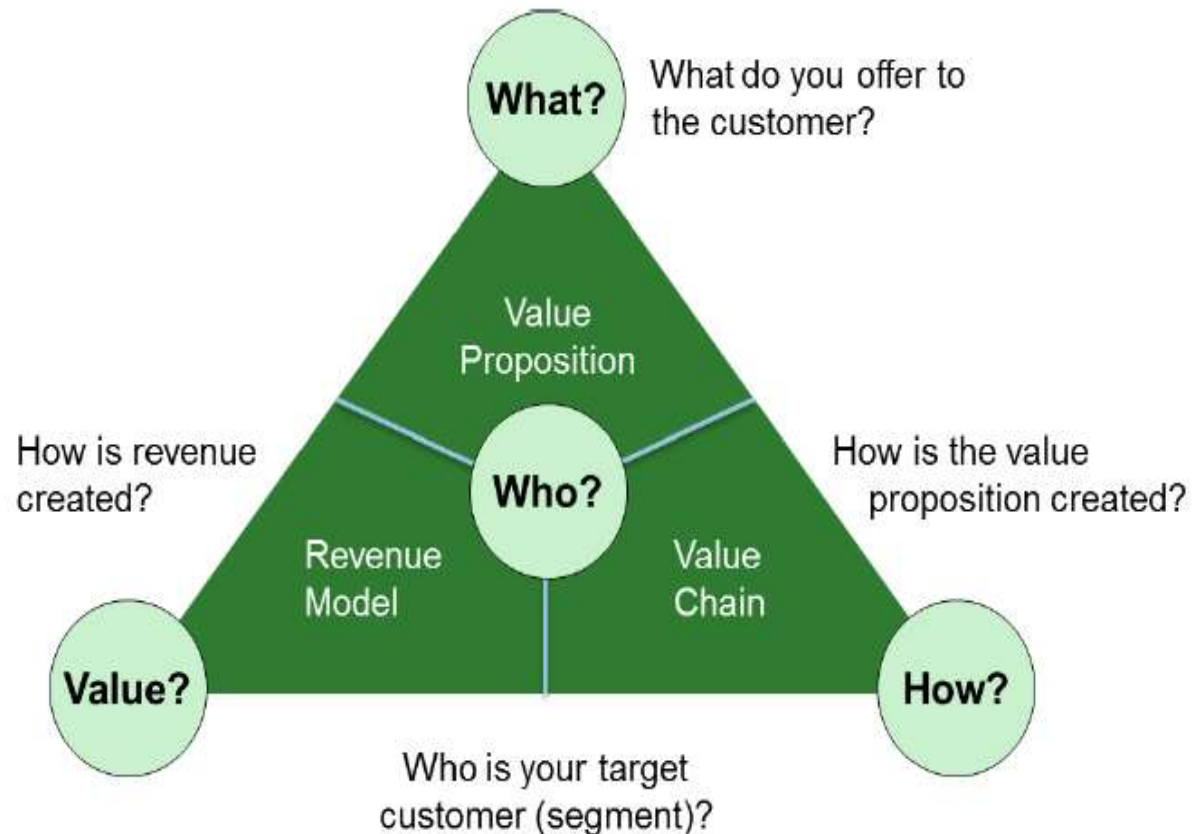 What?
What do you offer to
the customer?
Value
Proposition
How is revenue
created?
Who?
How is the value
proposition created?
Revenue
Model
Value
Chain
Value?
How?
Who is your target
customer (segment)?